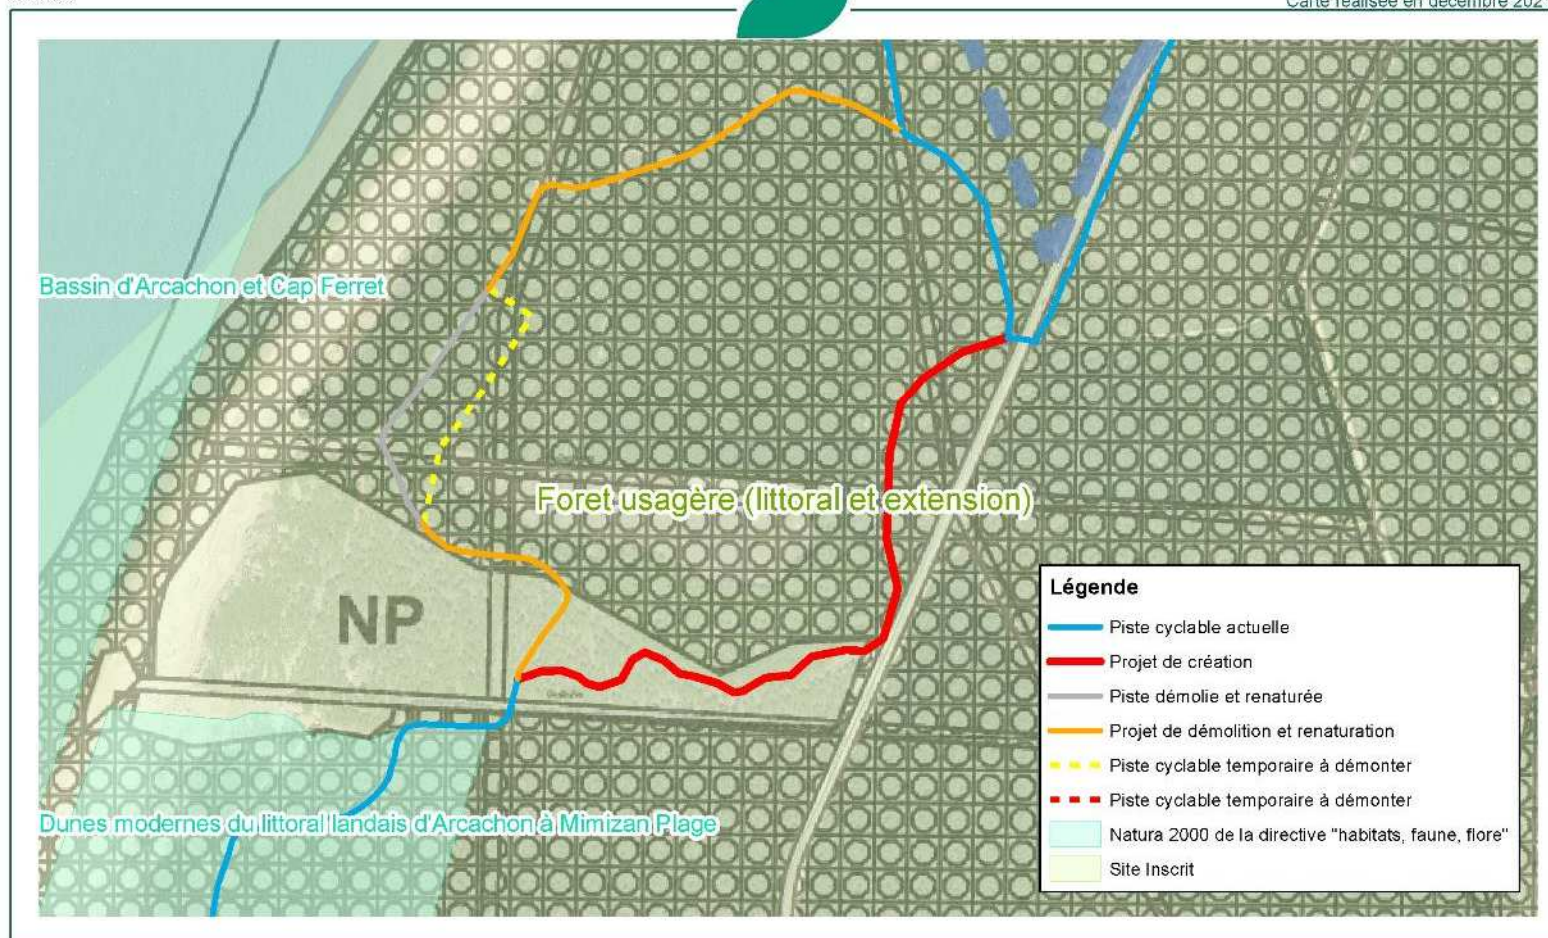 Carte réalisée en décembre 202
Bassin d'Arcachon et Cap Ferret
Foret usagère (littoral et extension)
NP
Dunes modernes du littoral landais d'Arcachon à Mimizan Plage
Légende
Piste cyclable actuelle
Projet de création
Piste démolie et renaturée
Projet de démolition et renaturation
Piste cyclable temporaire à démonter
Piste cyclable temporaire à démonter
Natura 2000 de la directive "habitats, faune, flore"
Site Inscrit